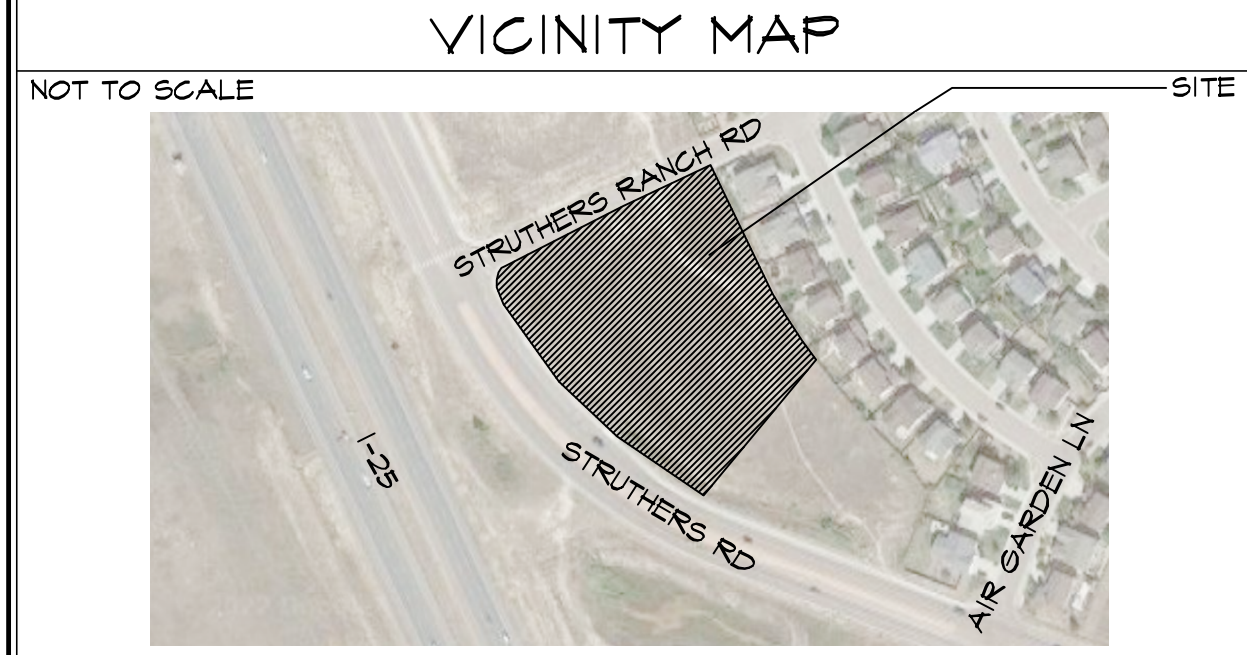 VICINITY MAP
NOT TO SCALE
SITE
STRUTHERS RANCH RD
I-25
STRUTHERS RD
AIR GARDEN LN